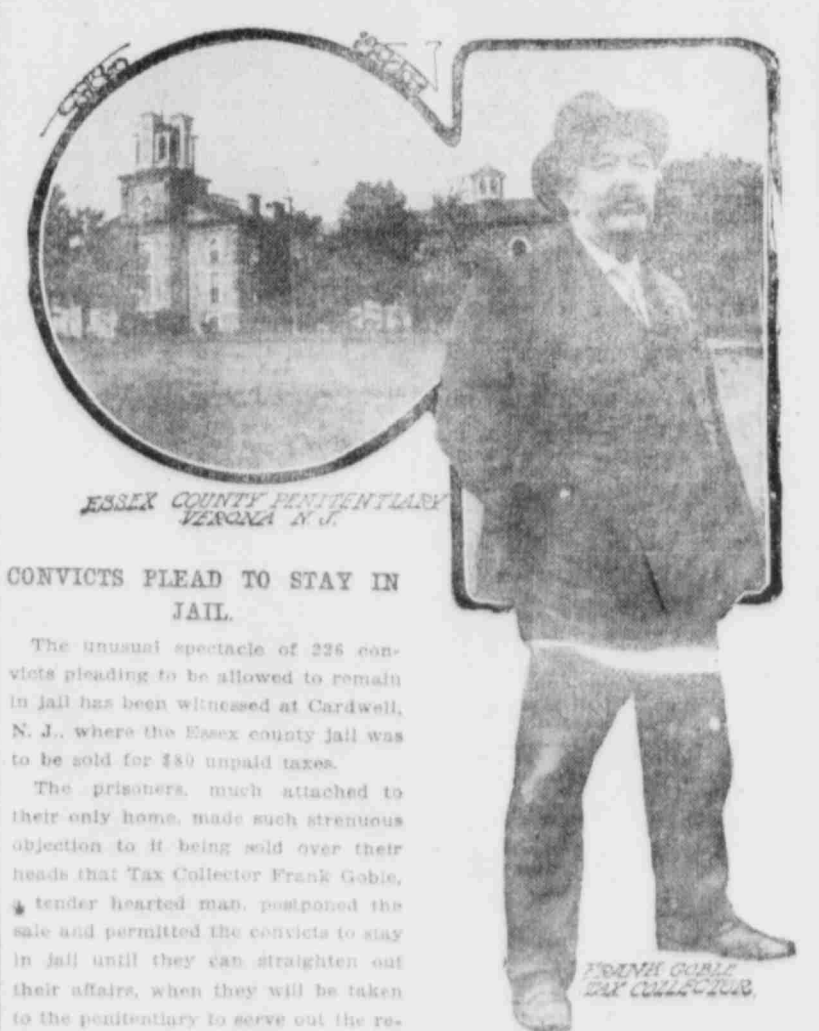 ESSEX COUNTY PENITENTIARY
VERONA N. J.
CONVICTS PLEAD TO STAY IN
JAIL.
The unusual spectacle of 226 con-
victs pleading to be allowed to remain
in jail has been witnessed at Cardwell,
N. J., where the Essex county jail was
to be sold for $80 unpaid taxes.
The prisoners, much attached to
their only home, made such strenuous
objection to it being sold over their
heads that Tax Collector Frank Goble,
a tender hearted man, postponed the
sale and permitted the convicts to stay
in jail until they can straighten out
their affairs, when they will be taken
to the penitentiary to serve out the re-
FRANK GOBLE
TAX COLLECTOR.